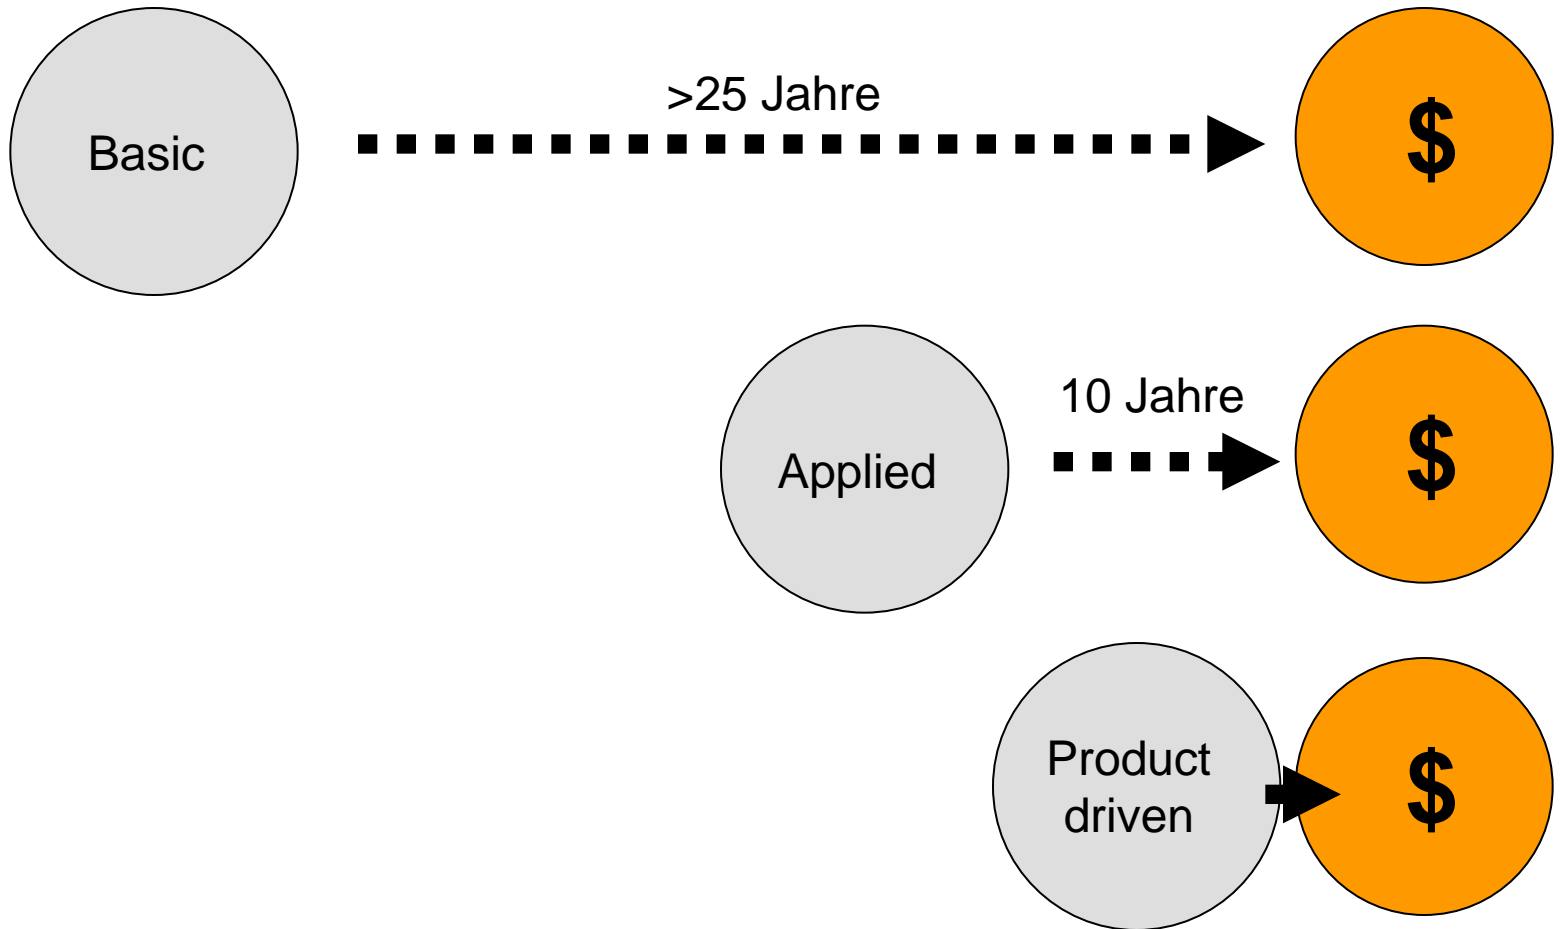 Basic
>25 Jahre
$
Applied
10 Jahre
$
Product
driven
$